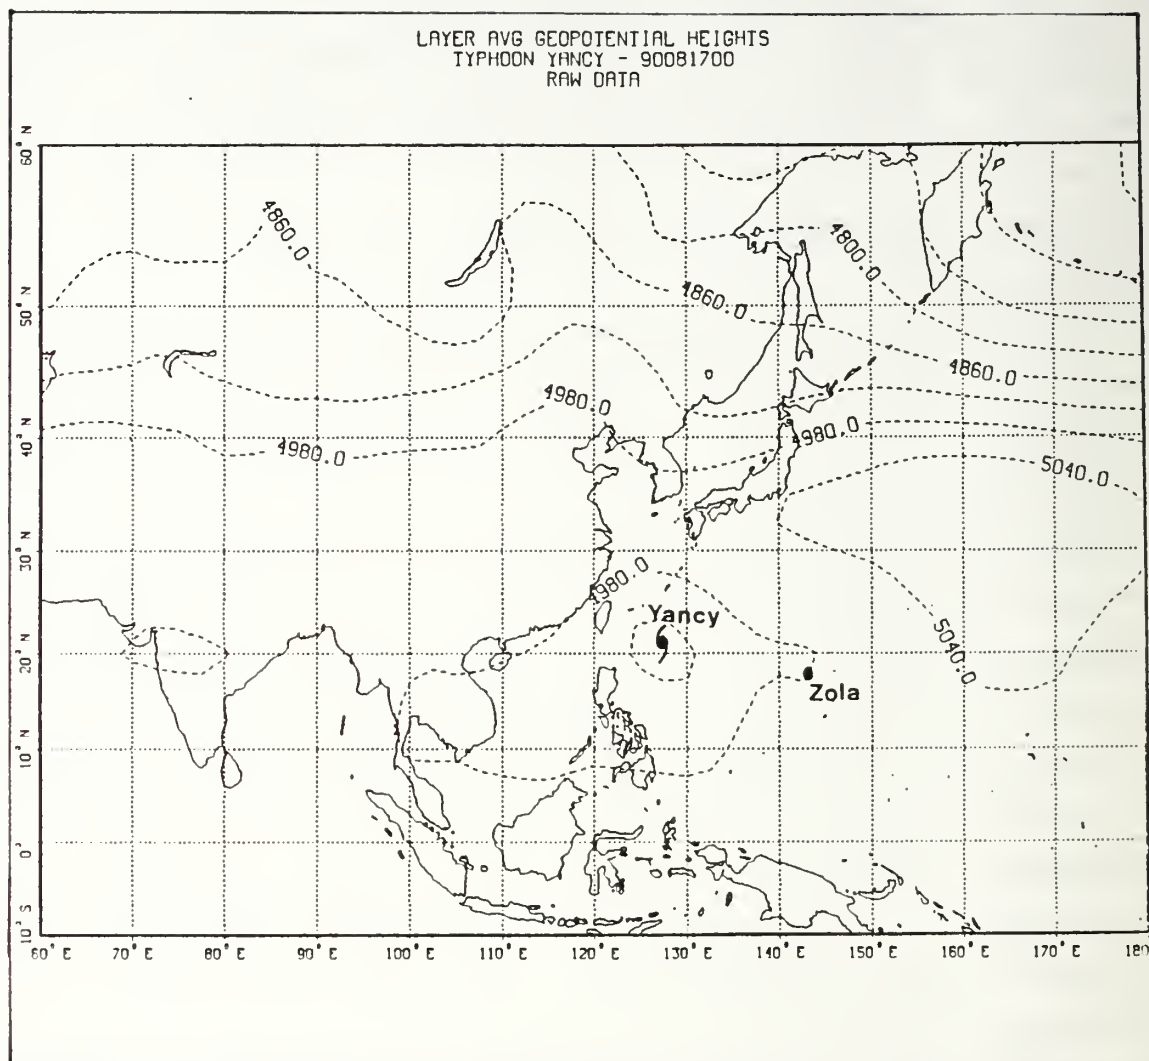 LAYER AVG GEOPOTENTIAL HEIGHTS
TYPHOON YANCY - 90081700
RAW DATA
60° N
4860.0
4800.0
50° N
4860.0
4860.0
4980.0
4980.0
4980.0
40° N
5040.0
30° N
4980.0
Yancy
5040.0
20° N
Zola
10° N
0°
10° S
60° E
70° E
80° E
90° E
100° E
110° E
120° E
130° E
140° E
150° E
160° E
170° E
180